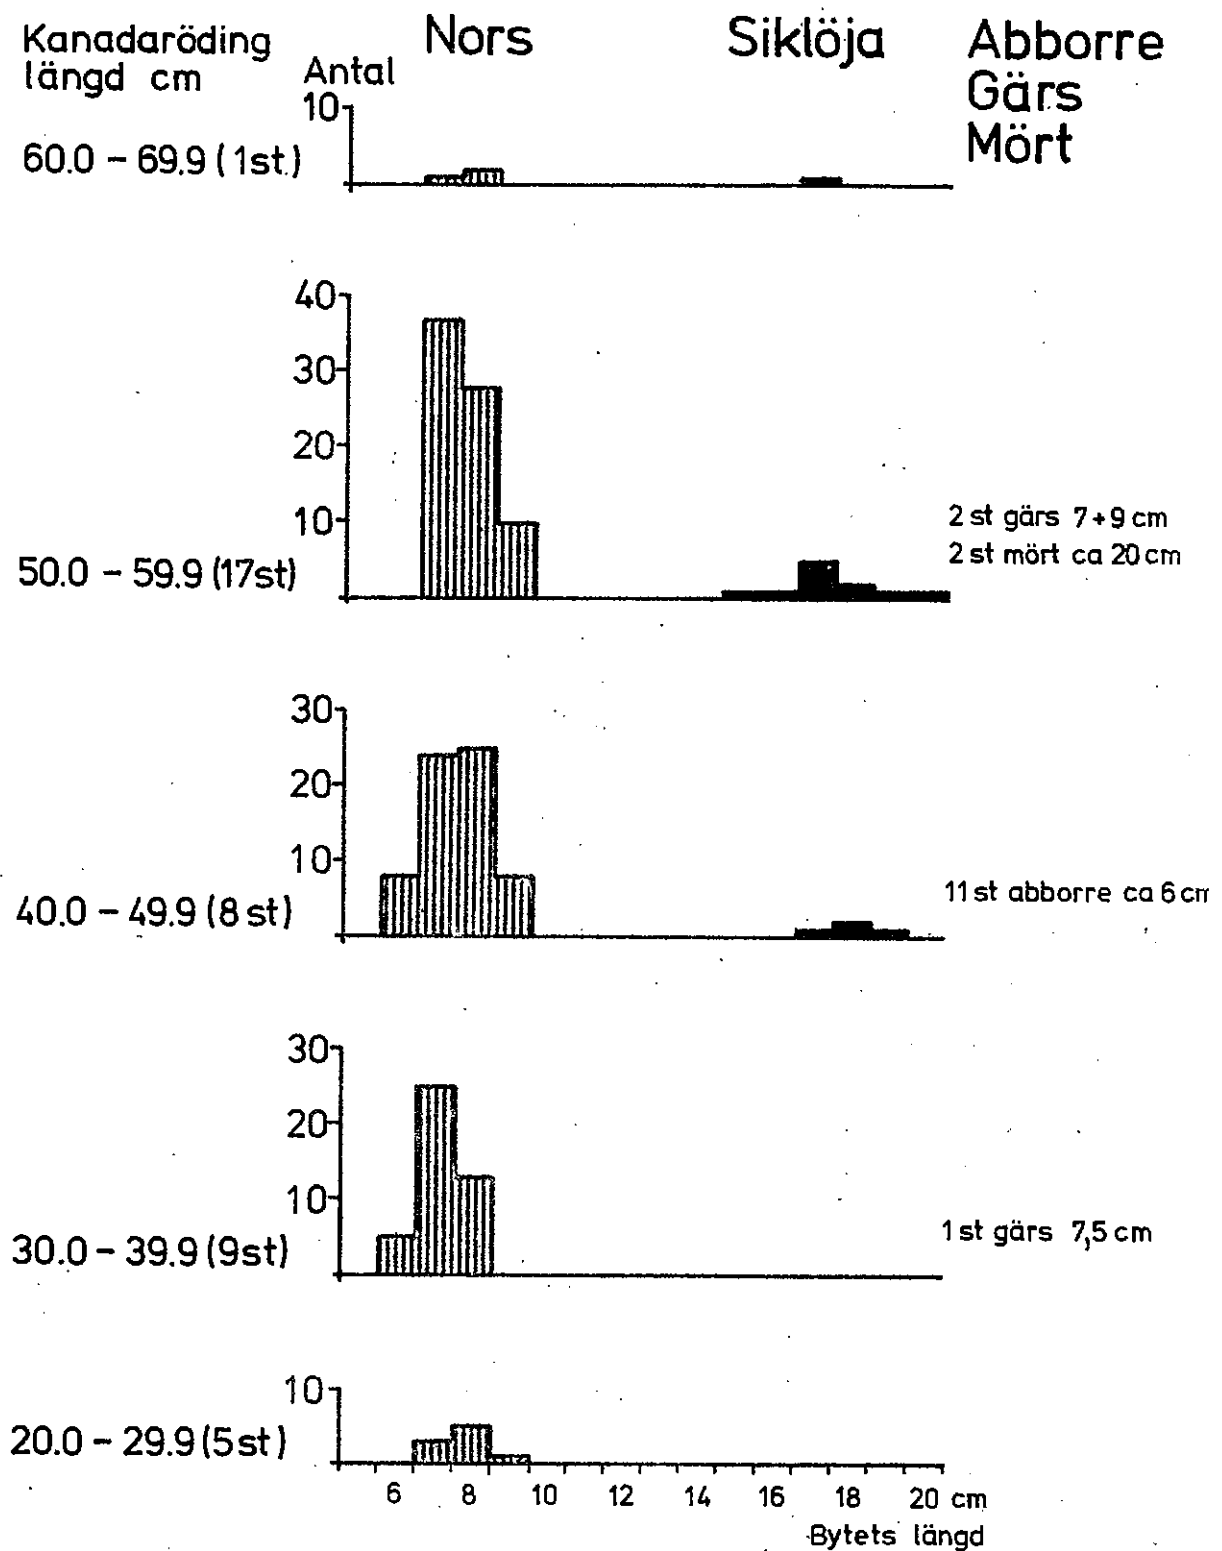 Kanadaröding
längd cm
Antal
Nors
Siklöja
Abborre
Gärs
Mört
10
60.0 – 69.9 (1st.)
40
30
20
10
50.0 – 59.9 (17st)
2 st gärs 7+9 cm
2 st mört ca 20 cm
30
20
10
40.0 – 49.9 (8 st)
11 st abborre ca 6 cm
30
20
10
30.0 – 39.9 (9st)
1 st gärs 7,5 cm
10
20.0 – 29.9 (5 st)
6 8 10 12 14 16 18 20 cm
Bytets längd